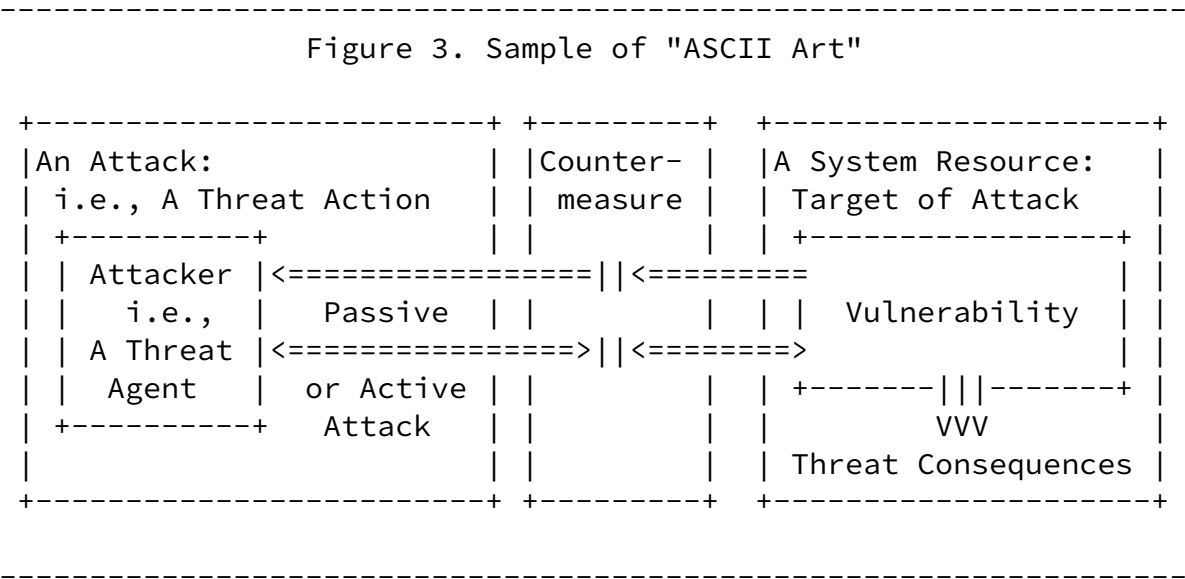 ------------------------------------------------------------------
                 Figure 3. Sample of "ASCII Art"

 +-------------------------+ +---------+  +---------------------+
 |An Attack:               | |Counter- |  |A System Resource:   |
 | i.e., A Threat Action   | | measure |  | Target of Attack    |
 | +----------+            | |         |  | +-----------------+ |
 | | Attacker |<=================||<=========                 | |
 | |   i.e.,  |   Passive  | |         |  | |  Vulnerability  | |
 | | A Threat |<================>||<========>                 | |
 | |  Agent   |  or Active | |         |  | +-------|||-------+ |
 | +----------+   Attack   | |         |  |         VVV         |
 |                         | |         |  | Threat Consequences |
 +-------------------------+ +---------+  +---------------------+

------------------------------------------------------------------